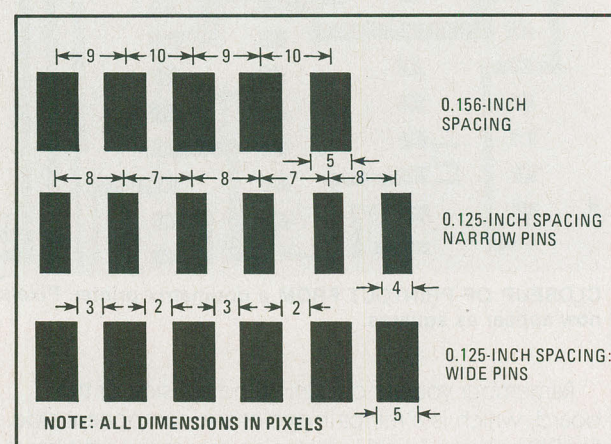 9 10 9 10
0.156-INCH
SPACING
5
8 7 8 7 8
0.125-INCH SPACING
NARROW PINS
4
3 2 3 2
0.125-INCH SPACING:
WIDE PINS
5
NOTE: ALL DIMENSIONS IN PIXELS